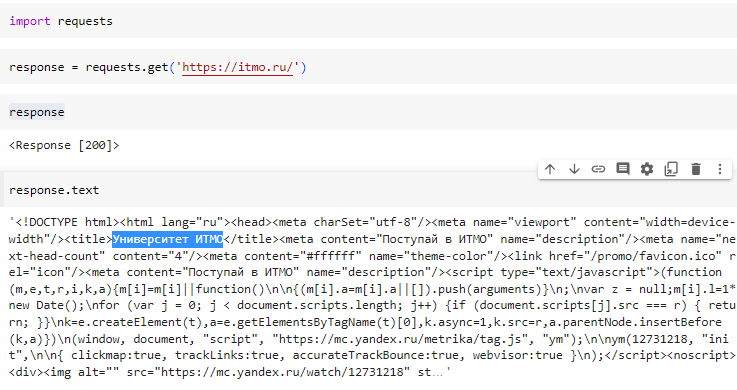 import requests
response = requests.get('https://itmo.ru/')
response
<Response [200]>
response.text
'<!DOCTYPE html><html lang="ru"><head><meta charSet="utf-8"/><meta name="viewport" content="width=device-
width"/><title>Университет ИТМО</title><meta content="Поступай в ИТМО" name="description"/><meta name="ne
xt-head-count" content="4"/><meta content="#ffffff" name="theme-color"/><link href="/promo/favicon.ico" r
el="icon"/><meta content="Поступай в ИТМО" name="description"/><script type="text/javascript">(function
(m,e,t,r,i,k,a){m[i]=m[i]||function()\n\n{(m[i].a=m[i].a||[]).push(arguments)}\n;\nvar z = null;m[i].l=1*
new Date();\nfor (var j = 0; j < document.scripts.length; j++) {if (document.scripts[j].src === r) { retu
rn; }}\nk=e.createElement(t),a=e.getElementsByTagName(t)[0],k.async=1,k.src=r,a.parentNode.insertBefore
(k,a)})\n(window, document, "script", "https://mc.yandex.ru/metrika/tag.js", "ym");\n\nym(12731218, "ini
t",\n\n{ clickmap:true, trackLinks:true, accurateTrackBounce:true, webvisor:true }\n);</script><noscript>
<div><img alt="" src="https://mc.yandex.ru/watch/12731218" st…'